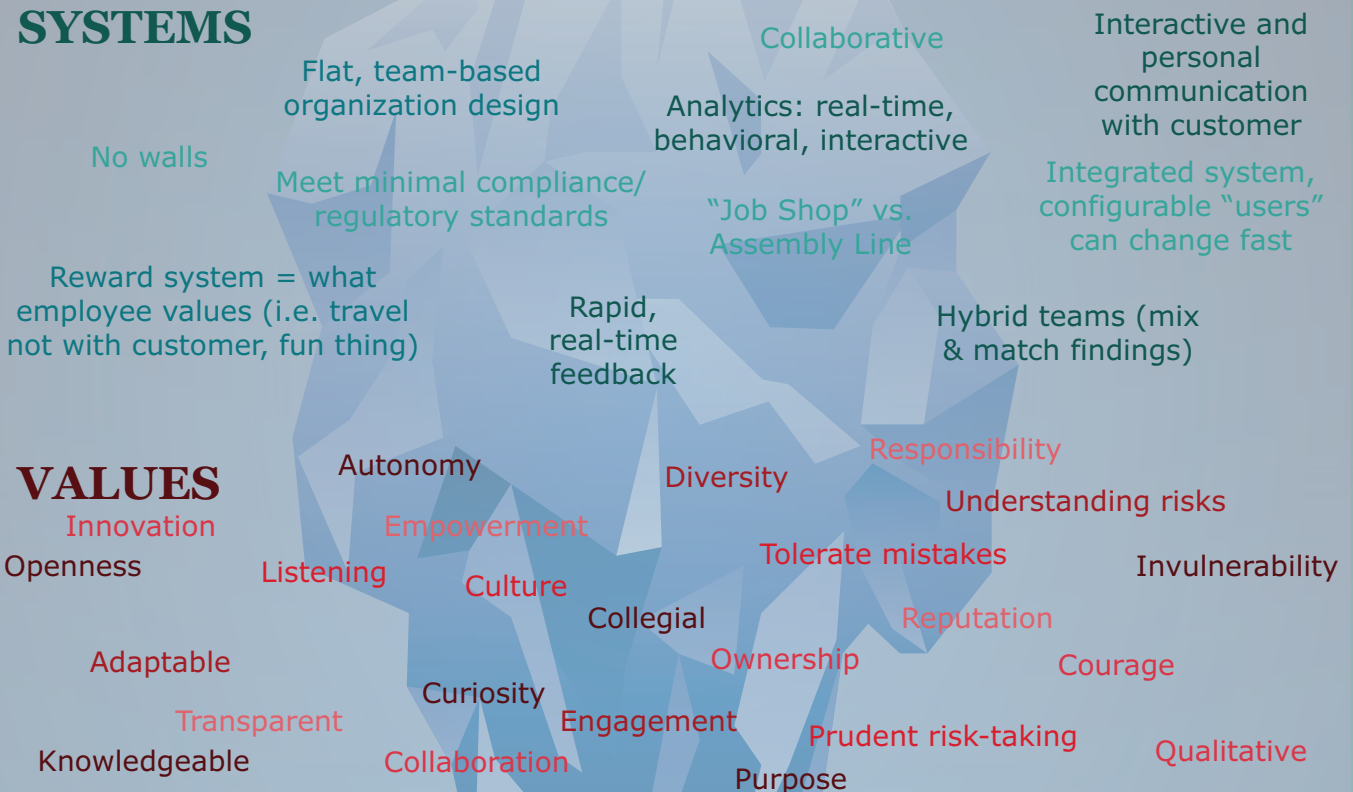 SYSTEMS
Collaborative
Interactive and
personal
communication
with customer
Flat, team-based
organization design
Analytics: real-time,
behavioral, interactive
No walls
Meet minimal compliance/
regulatory standards
“Job Shop” vs.
Assembly Line
Integrated system,
configurable “users”
can change fast
Reward system = what
employee values (i.e. travel
not with customer, fun thing)
Rapid,
real-time
feedback
Hybrid teams (mix
& match findings)
VALUES
Autonomy
Diversity
Responsibility
Understanding risks
Innovation
Empowerment
Openness
Listening
Culture
Tolerate mistakes
Invulnerability
Collegial
Reputation
Adaptable
Ownership
Courage
Curiosity
Transparent
Engagement
Prudent risk-taking
Qualitative
Knowledgeable
Collaboration
Purpose